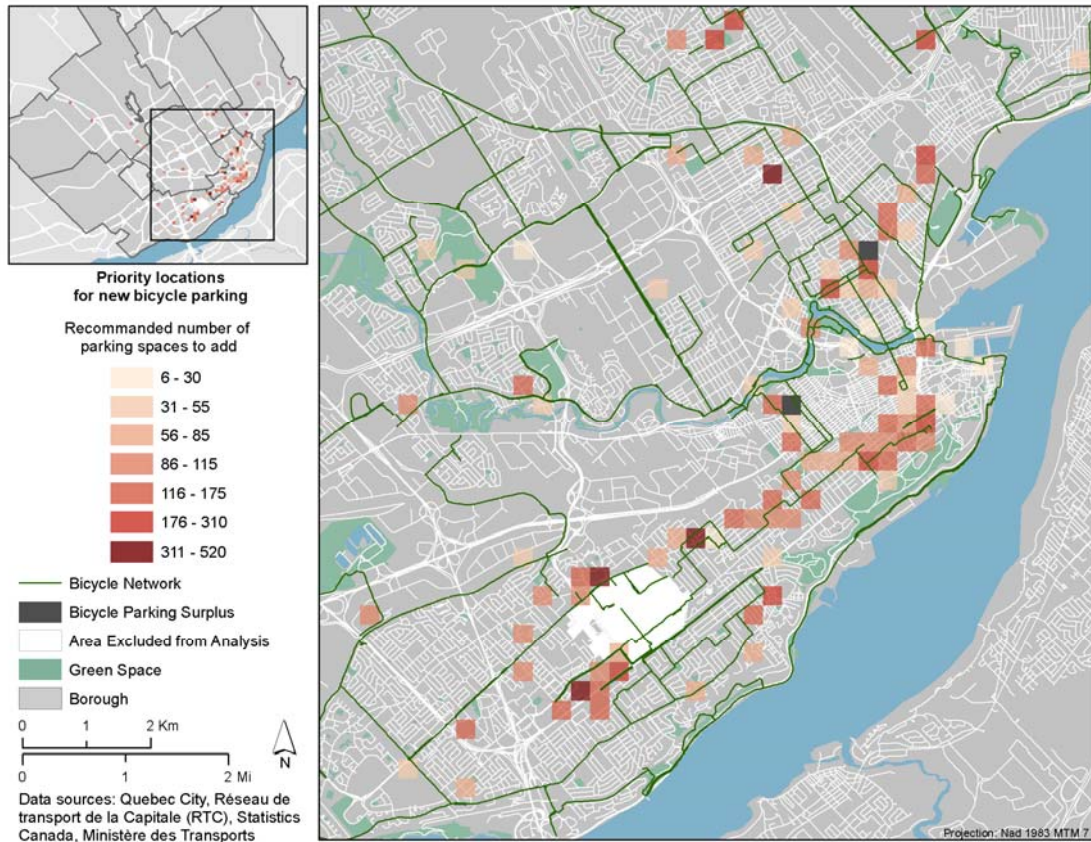 Priority locations
for new bicycle parking
Recommanded number of
parking spaces to add
6 - 30
31 - 55
56 - 85
86 - 115
116 - 175
176 - 310
311 - 520
Bicycle Network
Bicycle Parking Surplus
Area Excluded from Analysis
Green Space
Borough
0 1 2 Km
0 1 2 Mi
N
Data sources: Quebec City, Réseau de
transport de la Capitale (RTC), Statistics
Canada, Ministère des Transports
Projection: Nad 1983 MTM 7